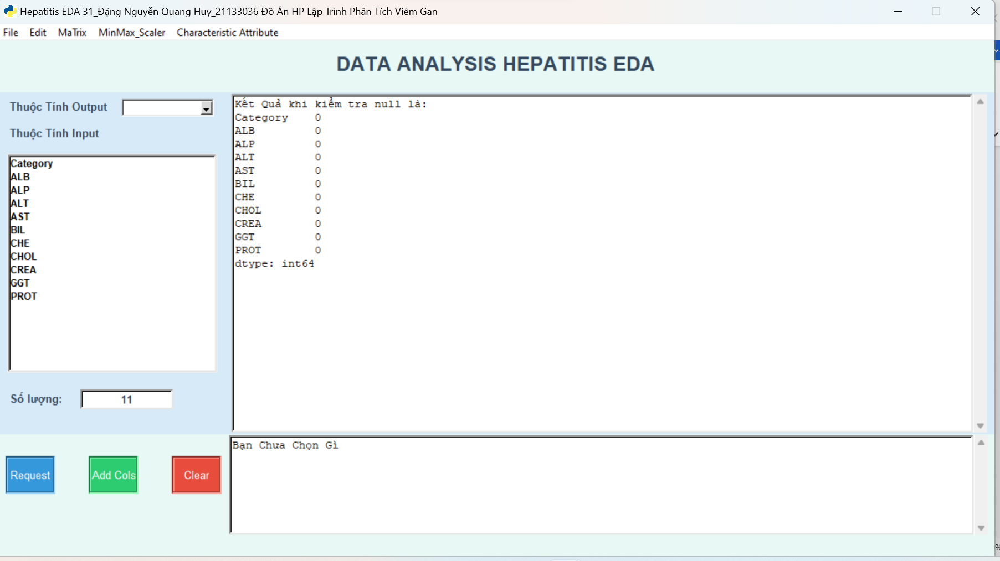 Hepatitis EDA 31_Đặng Nguyễn Quang Huy_21133036 Đồ Án HP Lập Trình Phân Tích Viêm Gan
File Edit MaTrix MinMax_Scaler Characteristic Attribute
DATA ANALYSIS HEPATITIS EDA
Thuộc Tính Output
Thuộc Tính Input
Category
ALB
ALP
ALT
AST
BIL
CHE
CHOL
CREA
GGT
PROT
Số lượng: 11
Request Add Cols Clear
Kết Quả khi kiểm tra null là:
Category 0
ALB 0
ALP 0
ALT 0
AST 0
BIL 0
CHE 0
CHOL 0
CREA 0
GGT 0
PROT 0
dtype: int64
Bạn Chưa Chọn Gì
%